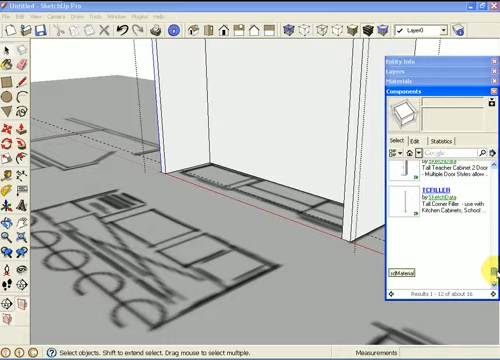 Untitled - SketchUp Pro
File Edit View Camera Draw Tools Window Plugins Help
Layer0
Entity Info
Layers
Materials
Components
Select Edit Statistics
Google
by SketchData
Tall Teacher Cabinet 2 Door
- Multiple Door Styles allow...
TCFILLER
by SketchData
Tall Corner Filler - use with
Kitchen Cabinets, School ...
sdMaterial
Results 1 - 12 of about 16
Select objects. Shift to extend select. Drag mouse to select multiple.
Measurements